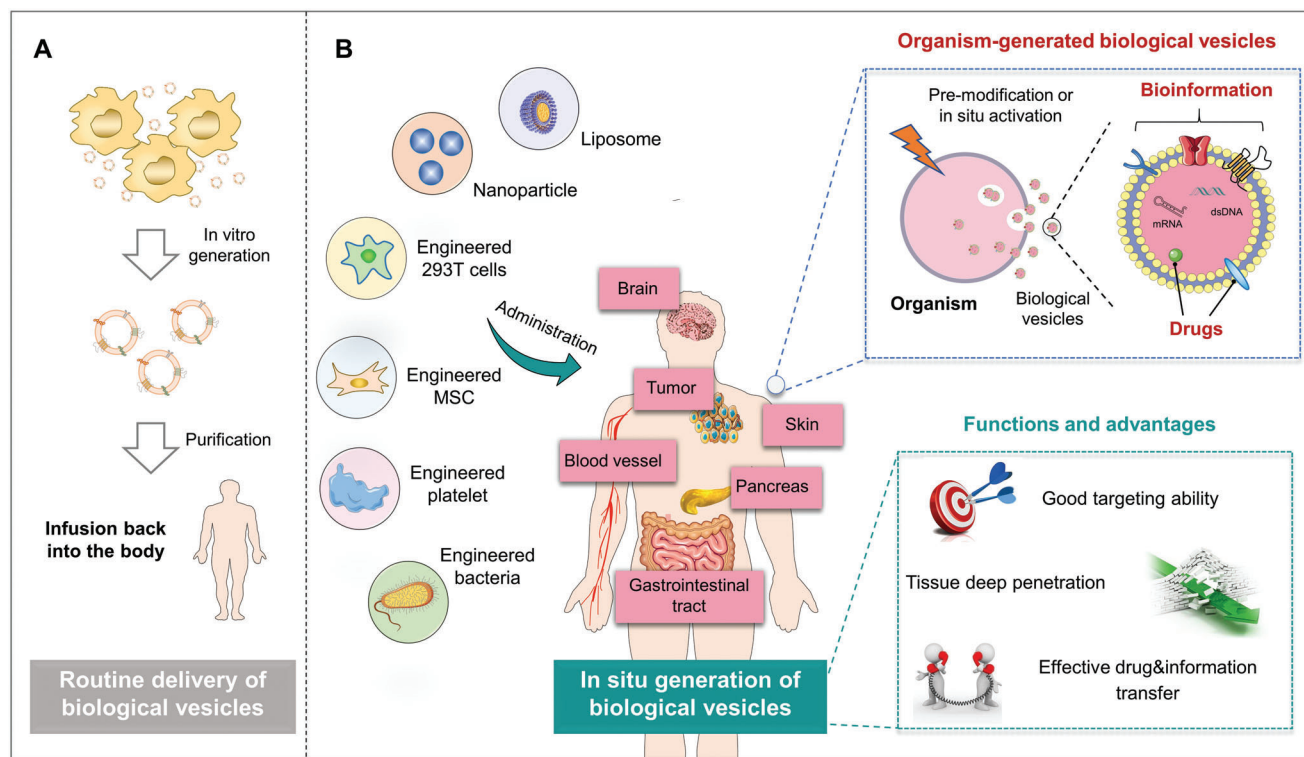 A
In vitro
generation
Purification
Infusion back
into the body
Routine delivery of
biological vesicles
B
Liposome
Nanoparticle
Engineered
293T cells
Engineered
MSC
Engineered
platelet
Engineered
bacteria
Administration
Brain
Tumor
Skin
Blood vessel
Pancreas
Gastrointestinal
tract
In situ generation of
biological vesicles
Organism-generated biological vesicles
Pre-modification or
in situ activation
Organism
Biological
vesicles
Bioinformation
mRNA
dsDNA
Drugs
Functions and advantages
Good targeting ability
Tissue deep penetration
Effective drug&information
transfer